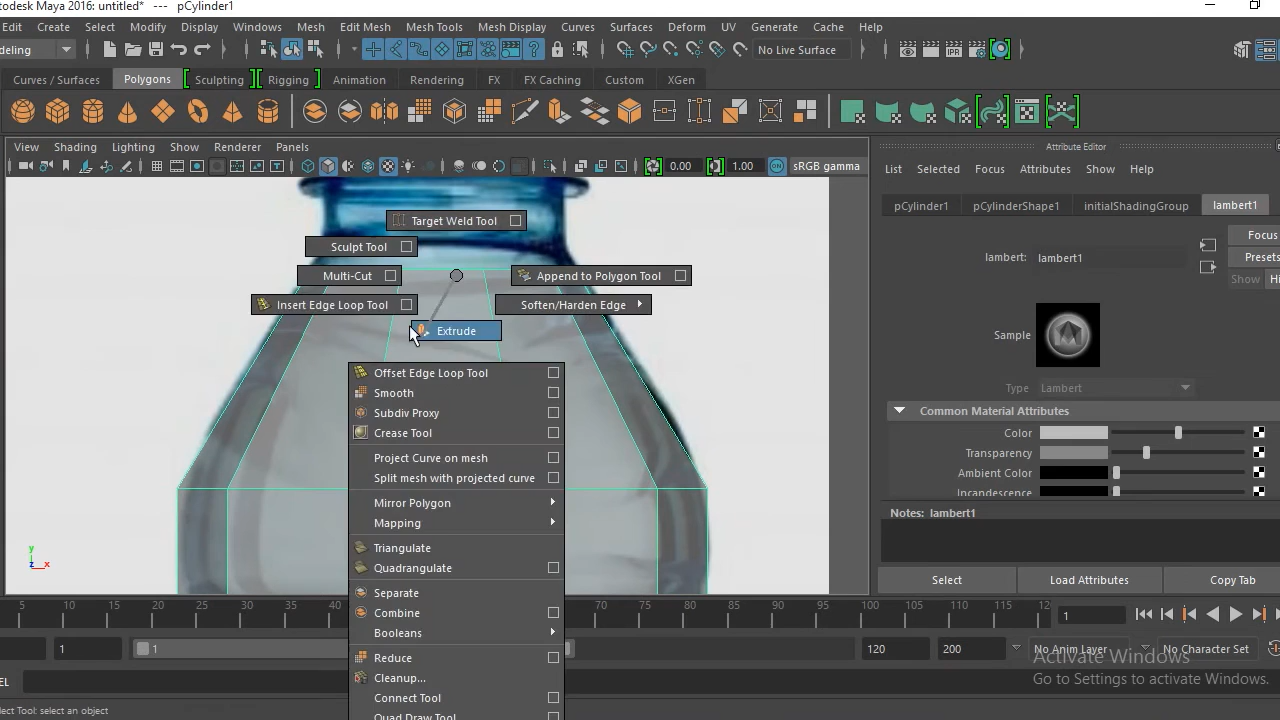 utodesk Maya 2016: untitled* --- pCylinder1
Edit Create Select Modify Display Windows Mesh Edit Mesh Mesh Tools Mesh Display Curves Surfaces Deform UV Generate Cache Help
deling No Live Surface
Curves / Surfaces Polygons Sculpting Rigging Animation Rendering FX FX Caching Custom XGen
View Shading Lighting Show Renderer Panels
0.00 1.00 ON sRGB gamma
Attribute Editor
List Selected Focus Attributes Show Help
pCylinder1 pCylinderShape1 initialShadingGroup lambert1
Focus
lambert: lambert1
Presets
Show Hi
Sample
Type Lambert
Common Material Attributes
Color
Transparency
Ambient Color
Incandescence
Notes: lambert1
Select Load Attributes Copy Tab
Target Weld Tool
Sculpt Tool
Multi-Cut Append to Polygon Tool
Insert Edge Loop Tool Soften/Harden Edge
Extrude
Offset Edge Loop Tool
Smooth
Subdiv Proxy
Crease Tool
Project Curve on mesh
Split mesh with projected curve
Mirror Polygon
Mapping
Triangulate
Quadrangulate
Separate
Combine
Booleans
Reduce
Cleanup...
Connect Tool
Quad Draw Tool
y
z x
5 10 15 20 25 30 35 70 75 80 85 90 95 100 105 110 115 12 1
1 1 120 200 No Anim Layer No Character Set
EL
lect Tool: select an object
Activate Windows
Go to Settings to activate Windows.